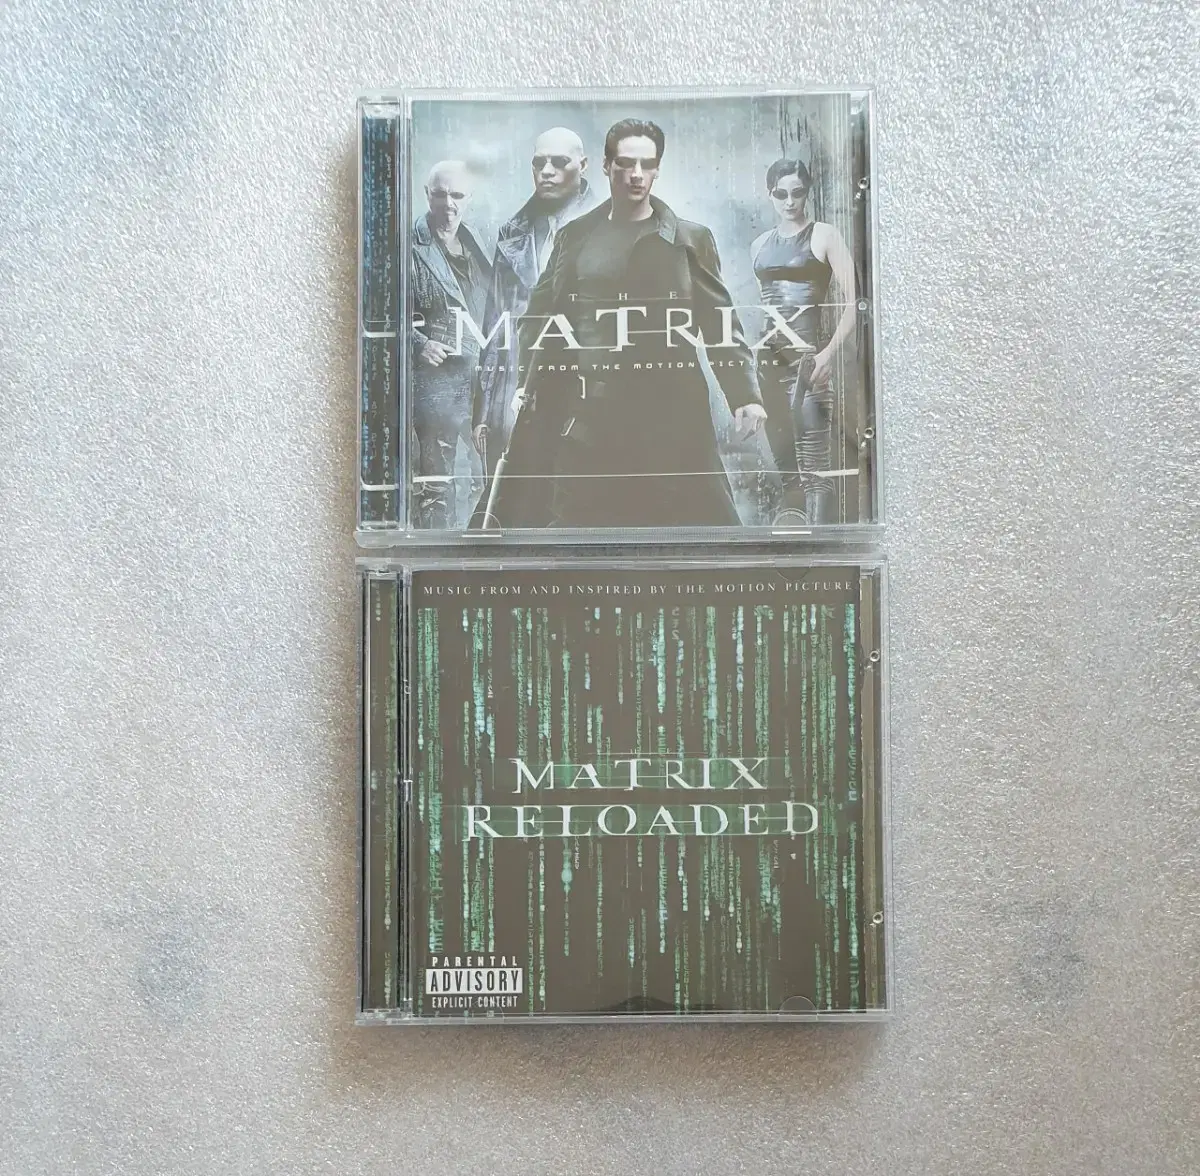 THE
MATRIX
MUSIC FROM THE MOTION PICTURE
MUSIC FROM AND INSPIRED BY THE MOTION PICTURE
THE
MATRIX
RELOADED
PARENTAL
ADVISORY
EXPLICIT CONTENT